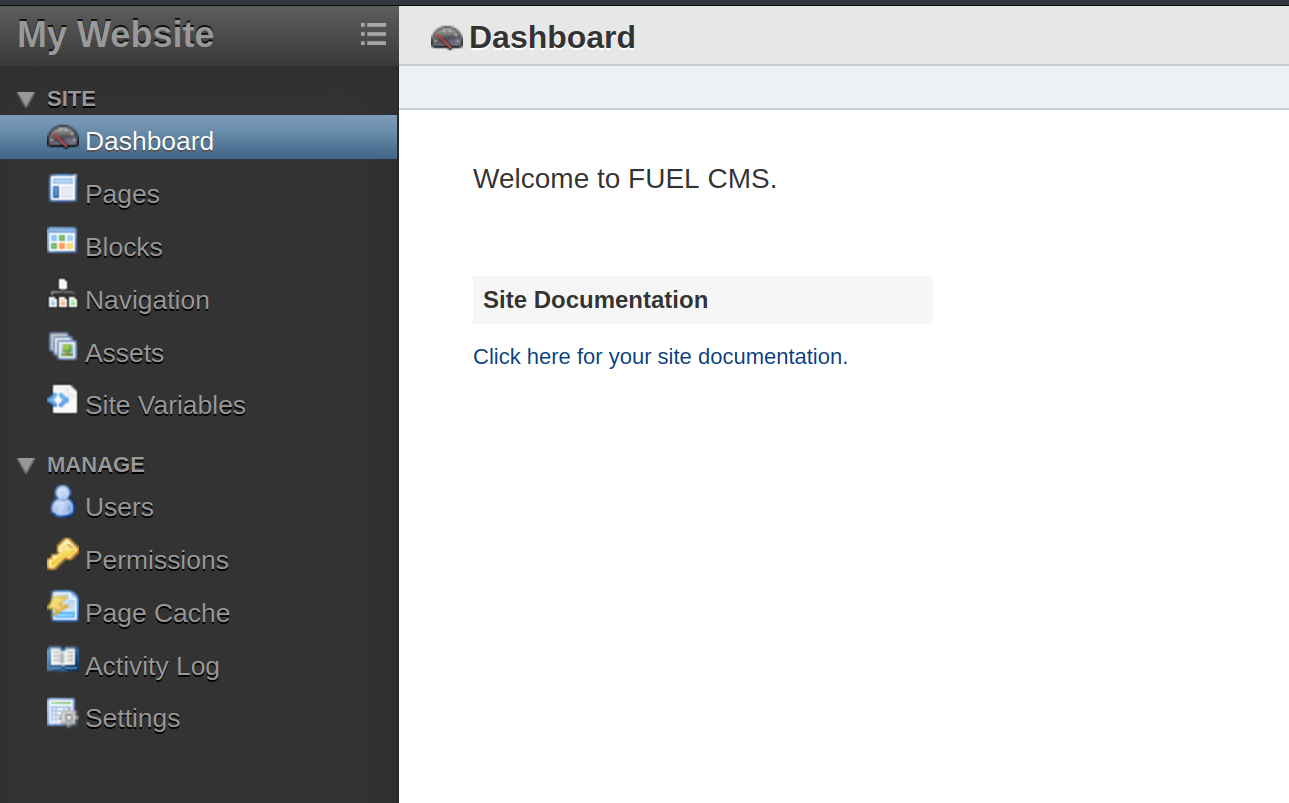 My Website
Dashboard
SITE
Dashboard
Pages
Blocks
Navigation
Assets
Site Variables
MANAGE
Users
Permissions
Page Cache
Activity Log
Settings
Welcome to FUEL CMS.
Site Documentation
Click here for your site documentation.